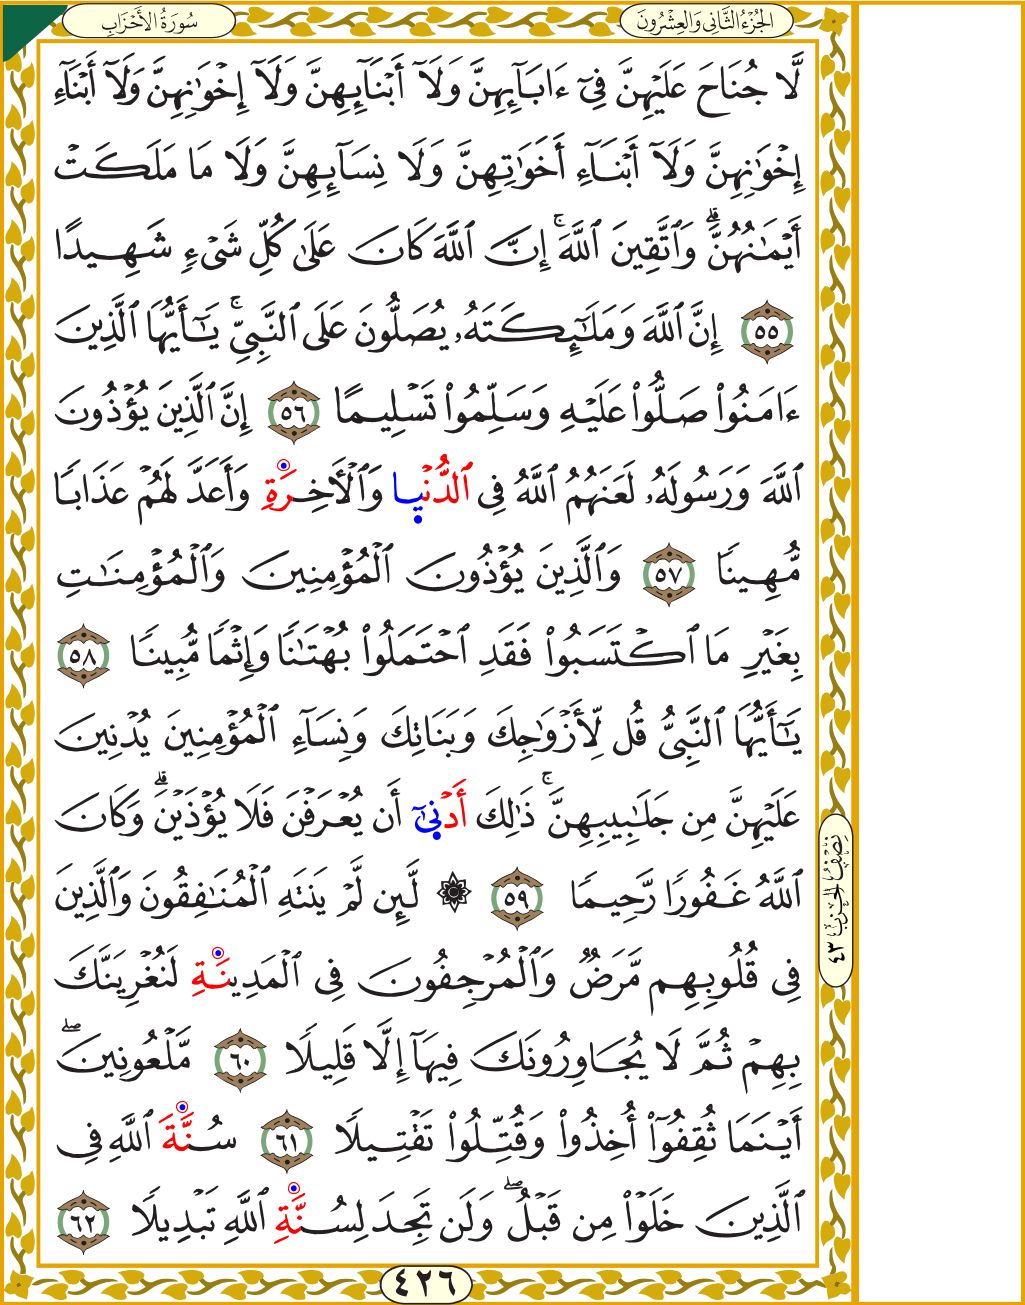 الجُزْءُ الثَّانِي وَالعِشْرُونَ
سُورَةُ الأَحْزَابِ
لَّا جُنَاحَ عَلَيْهِنَّ فِىٓ ءَابَآئِهِنَّ وَلَآ أَبْنَآئِهِنَّ وَلَآ إِخْوَٰنِهِنَّ وَلَآ أَبْنَآءِ
إِخْوَٰنِهِنَّ وَلَآ أَبْنَآءِ أَخَوَٰتِهِنَّ وَلَا نِسَآئِهِنَّ وَلَا مَا مَلَكَتْ
أَيْمَٰنُهُنَّۗ وَٱتَّقِينَ ٱللَّهَۚ إِنَّ ٱللَّهَ كَانَ عَلَىٰ كُلِّ شَىْءٍ شَهِيدًا
٥٥ إِنَّ ٱللَّهَ وَمَلَٰٓئِكَتَهُۥ يُصَلُّونَ عَلَى ٱلنَّبِىِّۚ يَٰٓأَيُّهَا ٱلَّذِينَ
ءَامَنُوا۟ صَلُّوا۟ عَلَيْهِ وَسَلِّمُوا۟ تَسْلِيمًا ٥٦ إِنَّ ٱلَّذِينَ يُؤْذُونَ
ٱللَّهَ وَرَسُولَهُۥ لَعَنَهُمُ ٱللَّهُ فِى ٱلدُّنْيَا وَٱلْأَخِرَةِ وَأَعَدَّ لَهُمْ عَذَابًا
مُّهِينًا ٥٧ وَٱلَّذِينَ يُؤْذُونَ ٱلْمُؤْمِنِينَ وَٱلْمُؤْمِنَٰتِ
بِغَيْرِ مَا ٱكْتَسَبُوا۟ فَقَدِ ٱحْتَمَلُوا۟ بُهْتَٰنًا وَإِثْمًا مُّبِينًا ٥٨
يَٰٓأَيُّهَا ٱلنَّبِىُّ قُل لِّأَزْوَٰجِكَ وَبَنَاتِكَ وَنِسَآءِ ٱلْمُؤْمِنِينَ يُدْنِينَ
عَلَيْهِنَّ مِن جَلَٰبِيبِهِنَّۚ ذَٰلِكَ أَدْنَىٰٓ أَن يُعْرَفْنَ فَلَا يُؤْذَيْنَۗ وَكَانَ
ٱللَّهُ غَفُورًا رَّحِيمًا ٥٩ ۞ لَّئِن لَّمْ يَنتَهِ ٱلْمُنَٰفِقُونَ وَٱلَّذِينَ
فِى قُلُوبِهِم مَّرَضٌ وَٱلْمُرْجِفُونَ فِى ٱلْمَدِينَةِ لَنُغْرِيَنَّكَ
بِهِمْ ثُمَّ لَا يُجَاوِرُونَكَ فِيهَآ إِلَّا قَلِيلًا ٦٠ مَّلْعُونِينَۖ
أَيْنَمَا ثُقِفُوٓا۟ أُخِذُوا۟ وَقُتِّلُوا۟ تَقْتِيلًا ٦١ سُنَّةَ ٱللَّهِ فِى
ٱلَّذِينَ خَلَوْا۟ مِن قَبْلُۖ وَلَن تَجِدَ لِسُنَّةِ ٱللَّهِ تَبْدِيلًا ٦٢
نِصْفُ الحِزْبِ ٤٣
٤٢٦